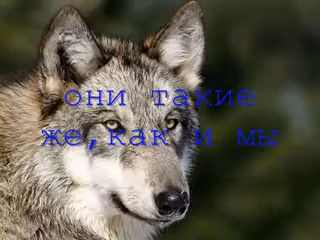 они такие
же,как и мы